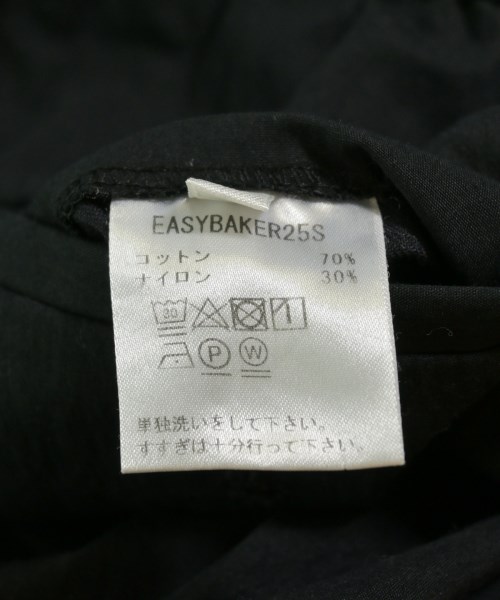 EASYBAKER25S
コットン 70%
ナイロン 30%
30
P W
単独洗いをして下さい。
すすぎは十分行って下さい。